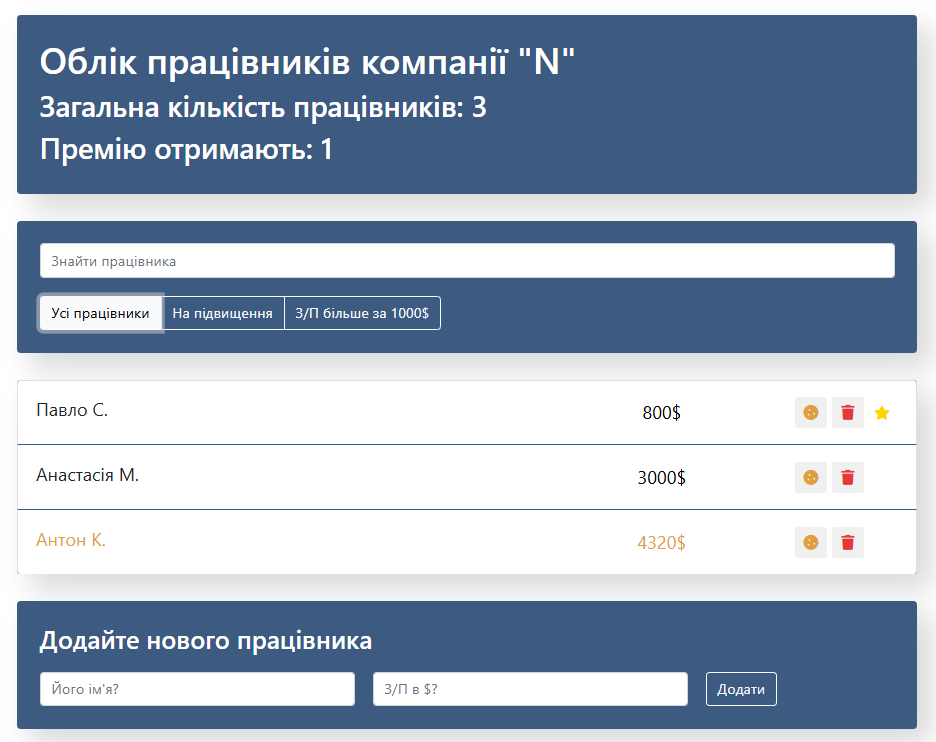 Облік працівників компанії "N"
Загальна кількість працівників: 3
Премію отримають: 1
Знайти працівника
Усі працівники На підвищення З/П більше за 1000$
Павло С. 800$
Анастасія М. 3000$
Антон К. 4320$
Додайте нового працівника
Його ім'я? З/П в $? Додати